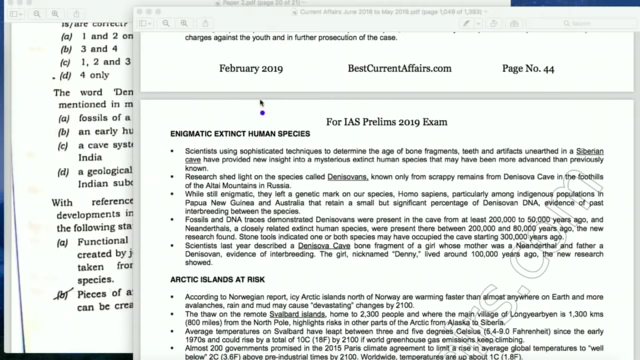 Paper 2.pdf (page 20 of 21)
Current Affairs June 2018 to May 2019.pdf (page 1,049 of 1,393)
is/are correctr
(a) 1 and 2 on
(b) 3 and 4
(c) 1, 2 and 3
(d) 4 only
The word 'Den
mentioned in m
(a) fossils of a
(b) an early hu
(c) a cave syste
India
(d) a geological
Indian subc
With reference
developments in
the following stat
(a) Functional
created by j
taken from
species.
(b) Pieces of a
can be crea
charges against the youth and in further prosecution of the case.
February 2019 BestCurrentAffairs.com Page No. 44
For IAS Prelims 2019 Exam
ENIGMATIC EXTINCT HUMAN SPECIES
• Scientists using sophisticated techniques to determine the age of bone fragments, teeth and artifacts unearthed in a Siberian
cave have provided new insight into a mysterious extinct human species that may have been more advanced than previously
known.
• Research shed light on the species called Denisovans, known only from scrappy remains from Denisova Cave in the foothills
of the Altai Mountains in Russia.
• While still enigmatic, they left a genetic mark on our species, Homo sapiens, particularly among indigenous populations in
Papua New Guinea and Australia that retain a small but significant percentage of Denisovan DNA, evidence of past
interbreeding between the species.
• Fossils and DNA traces demonstrated Denisovans were present in the cave from at least 200,000 to 50,000 years ago, and
Neanderthals, a closely related extinct human species, were present there between 200,000 and 80,000 years ago, the new
research found. Stone tools indicated one or both species may have occupied the cave starting 300,000 years ago.
• Scientists last year described a Denisova Cave bone fragment of a girl whose mother was a Neanderthal and father a
Denisovan, evidence of interbreeding. The girl, nicknamed "Denny," lived around 100,000 years ago, the new research
showed.
ARCTIC ISLANDS AT RISK
• According to Norwegian report, icy Arctic islands north of Norway are warming faster than almost anywhere on Earth and more
avalanches, rain and mud may cause "devastating" changes by 2100.
• The thaw on the remote Svalbard islands, home to 2,300 people and where the main village of Longyearbyen is 1,300 kms
(800 miles) from the North Pole, highlights risks in other parts of the Arctic from Alaska to Siberia.
• Average temperatures on Svalbard have leapt between three and five degrees Celsius (5.4-9.0 Fahrenheit) since the early
1970s and could rise by a total of 10C (18F) by 2100 if world greenhouse gas emissions keep climbing.
• Almost 200 governments promised in the 2015 Paris climate agreement to limit a rise in average global temperatures to "well
below" 2C (3.6F) above pre-industrial times by 2100. Worldwide, temperatures are up about 1C (1.8F).